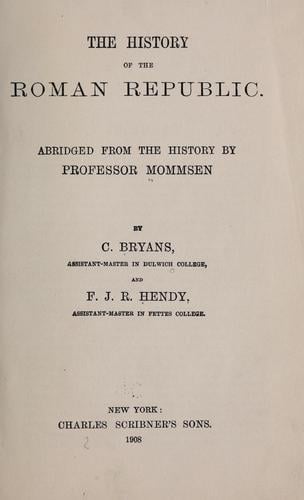 THE HISTORY
OF THE
ROMAN REPUBLIC.
ABRIDGED FROM THE HISTORY BY
PROFESSOR MOMMSEN
BY
C. BRYANS,
ASSISTANT-MASTER IN DULWICH COLLEGE,
AND
F. J. R. HENDY,
ASSISTANT-MASTER IN FETTES COLLEGE.
NEW YORK:
CHARLES SCRIBNER'S SONS.
1908